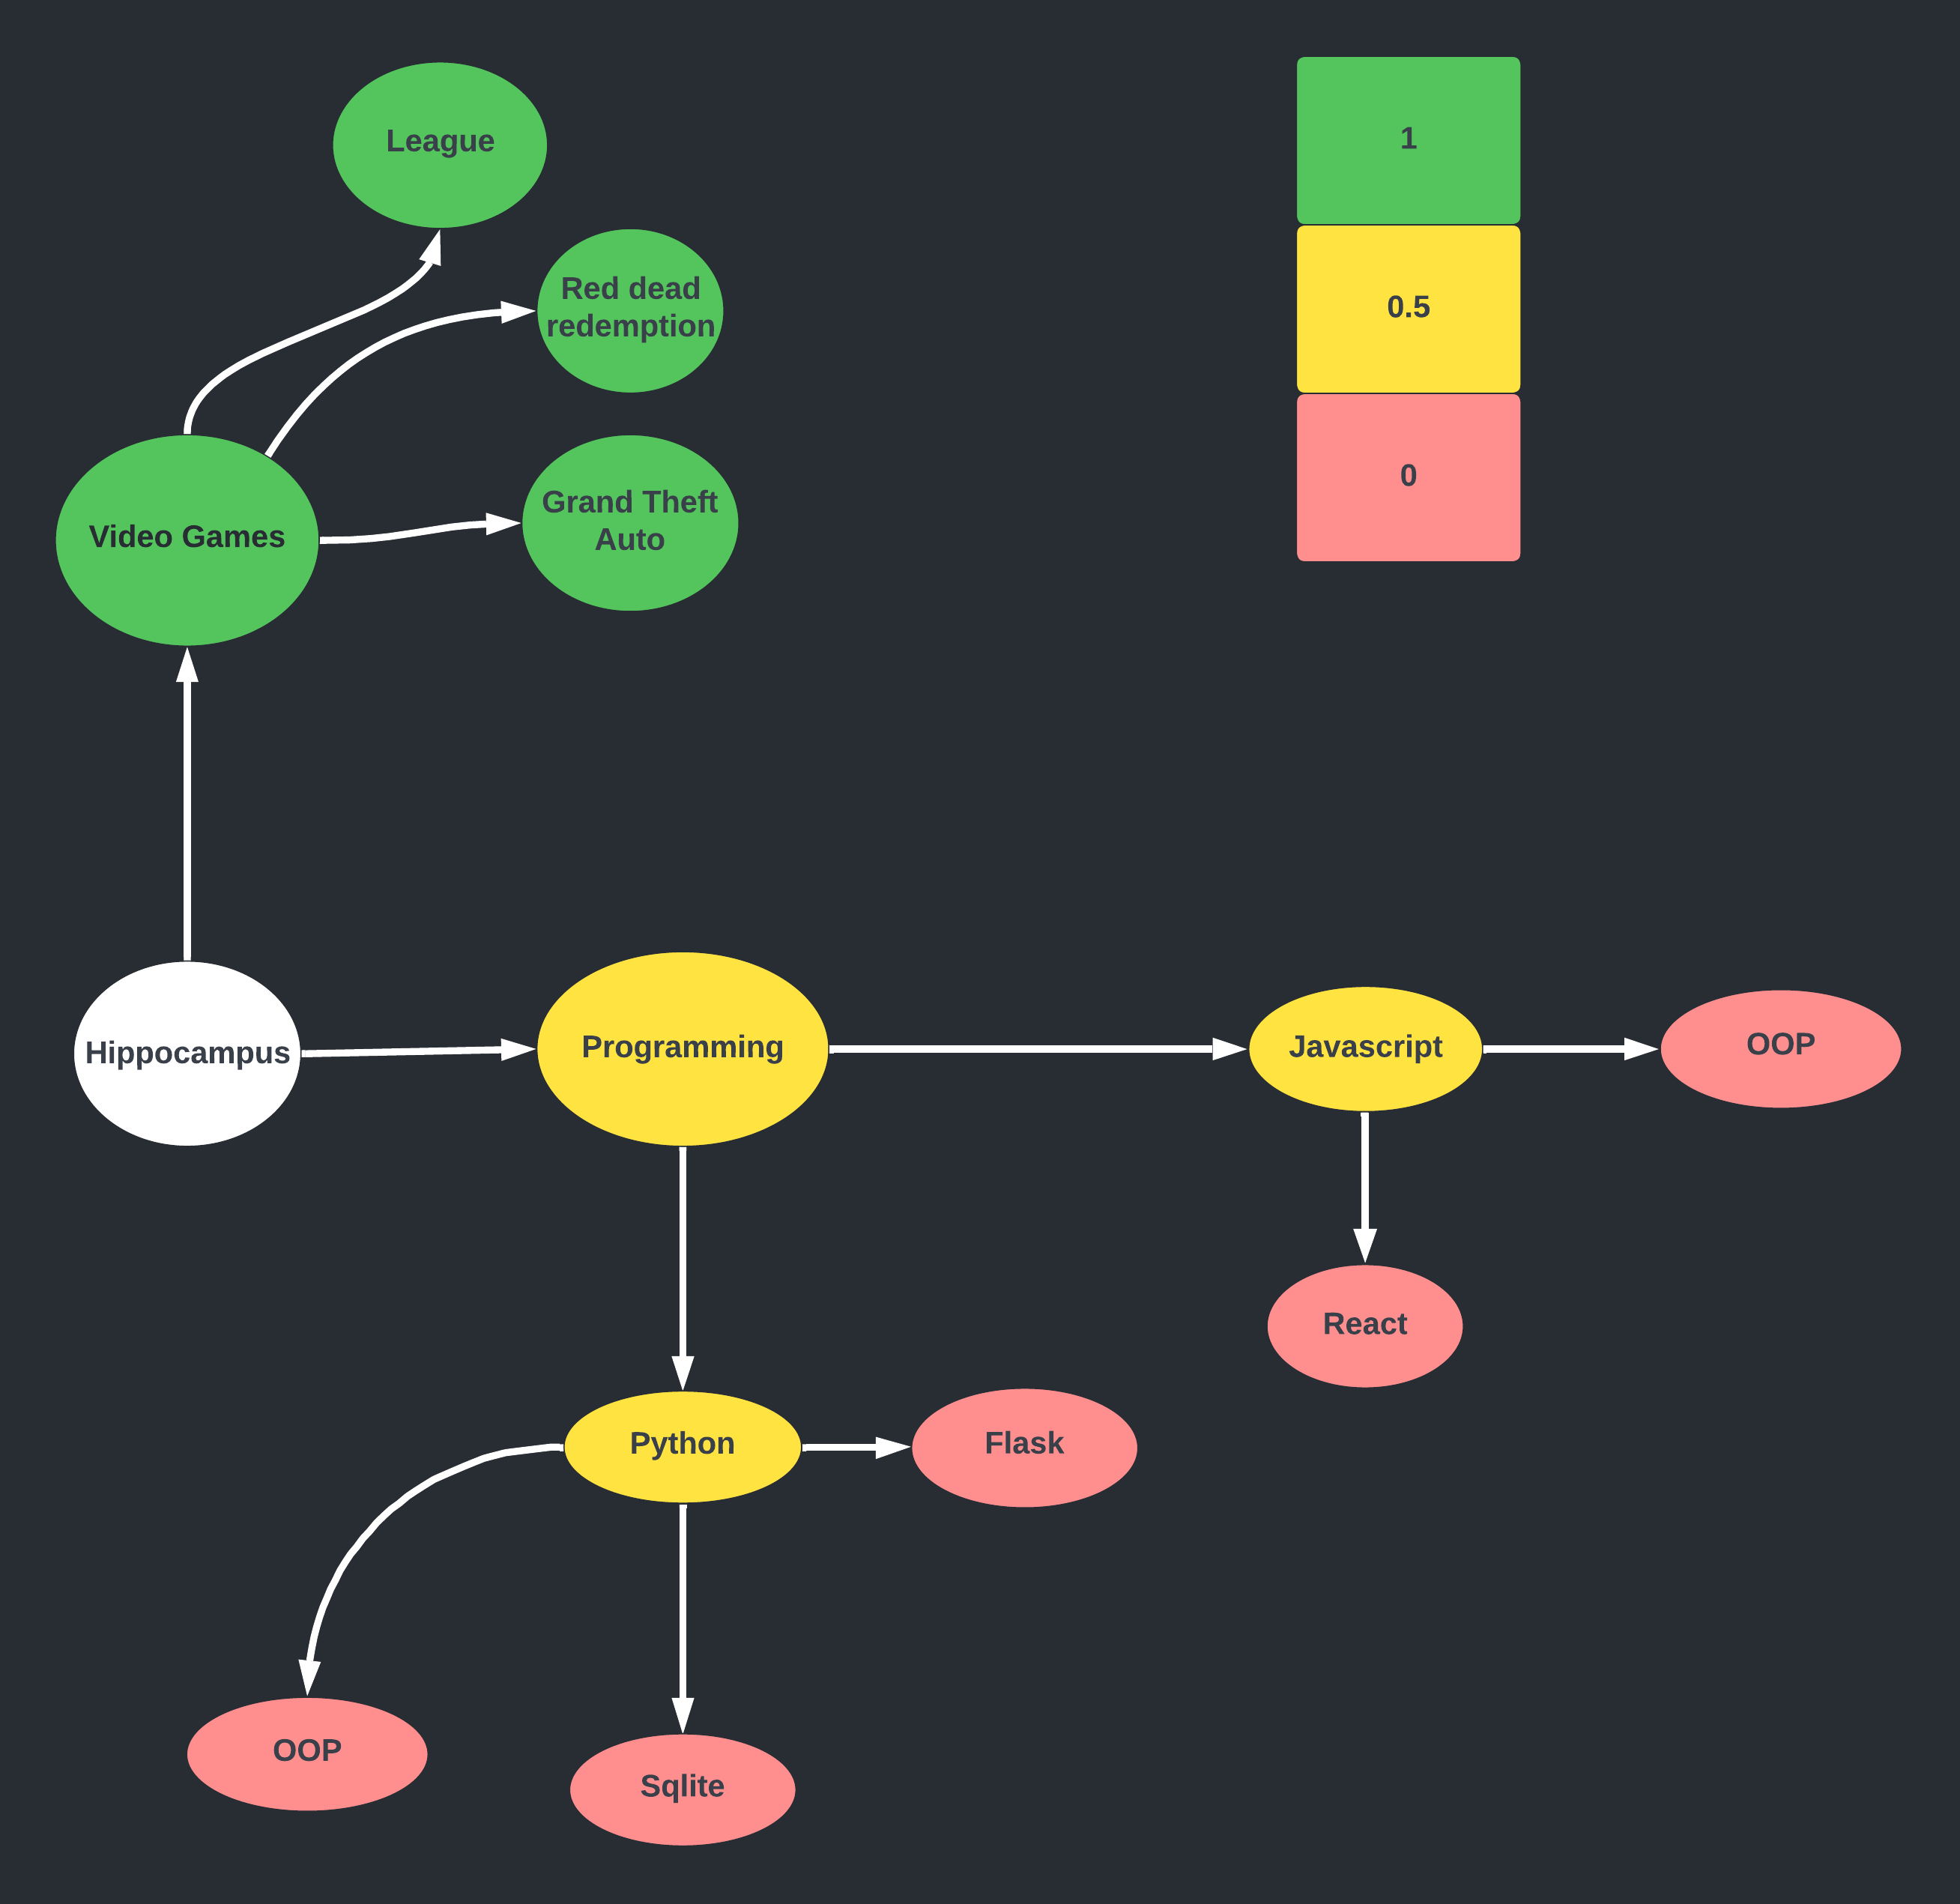 League
1
Red dead
redemption
0.5
Grand Theft
Auto
0
Video Games
Hippocampus
Programming
Javascript
OOP
React
Python
Flask
OOP
Sqlite